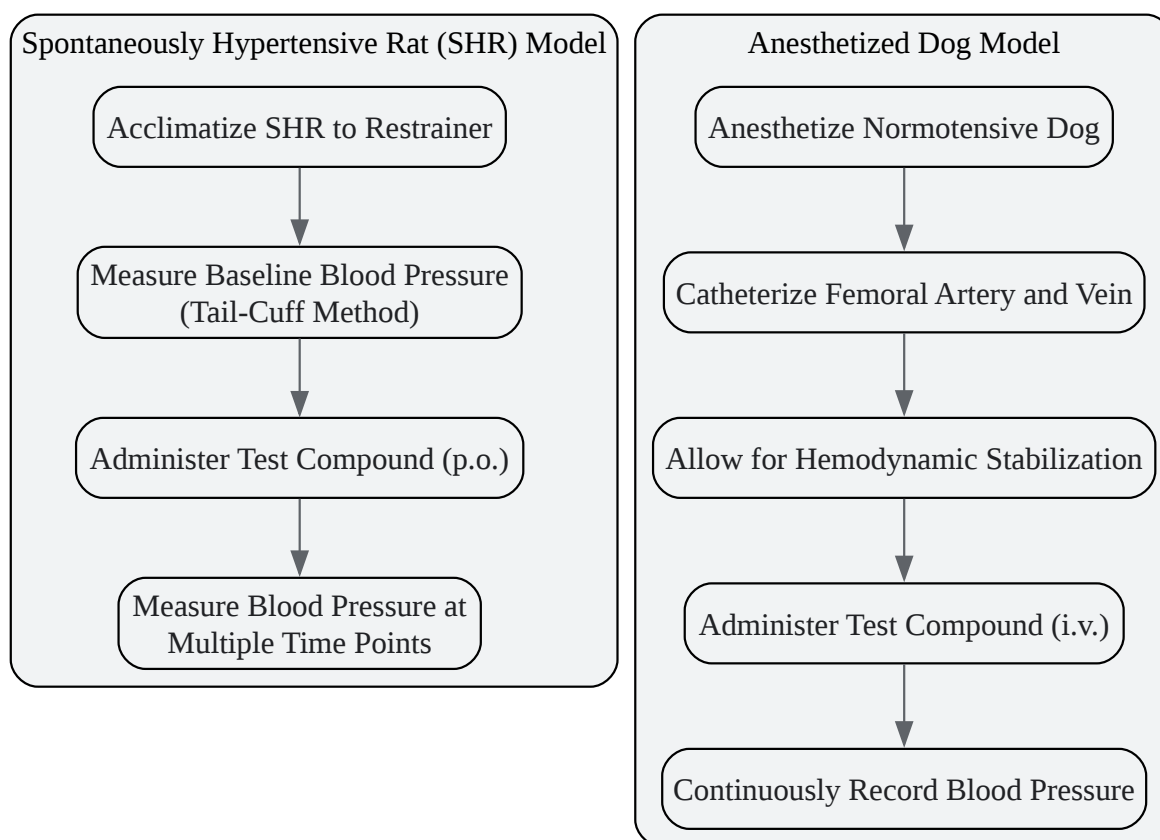 Spontaneously Hypertensive Rat (SHR) Model
Acclimatize SHR to Restrainer
Measure Baseline Blood Pressure
(Tail-Cuff Method)
Administer Test Compound (p.o.)
Measure Blood Pressure at
Multiple Time Points
Anesthetized Dog Model
Anesthetize Normotensive Dog
Catheterize Femoral Artery and Vein
Allow for Hemodynamic Stabilization
Administer Test Compound (i.v.)
Continuously Record Blood Pressure